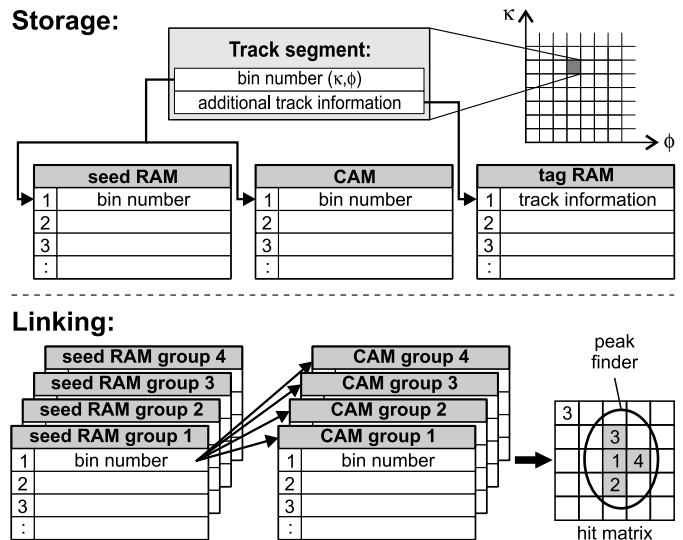 Storage:
κ
Track segment:
bin number (κ,ϕ)
additional track information
ϕ
seed RAM
1 bin number
2
3
:
CAM
1 bin number
2
3
:
tag RAM
1 track information
2
3
:
Linking:
seed RAM group 4
seed RAM group 3
seed RAM group 2
seed RAM group 1
1 bin number
2
3
:
CAM group 4
CAM group 3
CAM group 2
CAM group 1
1 bin number
2
3
:
peak
finder
3
3
1 4
2
hit matrix